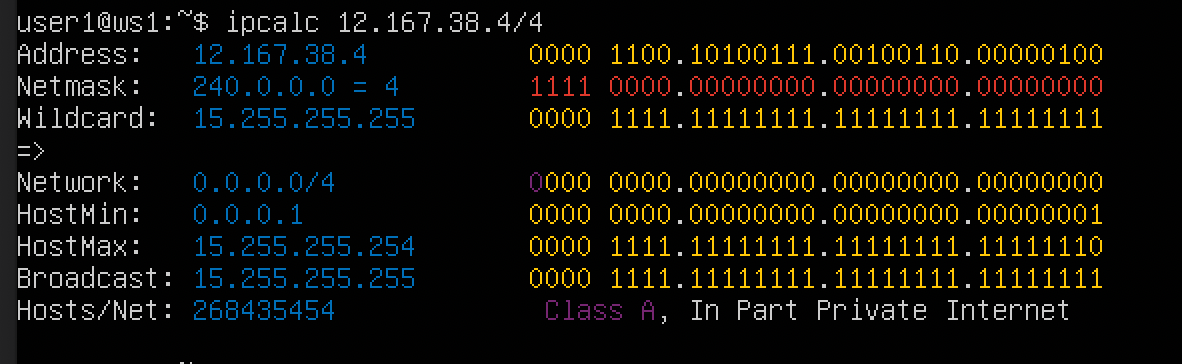 user1@ws1:~$ ipcalc 12.167.38.4/4
Address: 12.167.38.4 0000 1100.10100111.00100110.00000100
Netmask: 240.0.0.0 = 4 1111 0000.00000000.00000000.00000000
Wildcard: 15.255.255.255 0000 1111.11111111.11111111.11111111
=>
Network: 0.0.0.0/4 0000 0000.00000000.00000000.00000000
HostMin: 0.0.0.1 0000 0000.00000000.00000000.00000001
HostMax: 15.255.255.254 0000 1111.11111111.11111111.11111110
Broadcast: 15.255.255.255 0000 1111.11111111.11111111.11111111
Hosts/Net: 268435454 Class A, In Part Private Internet